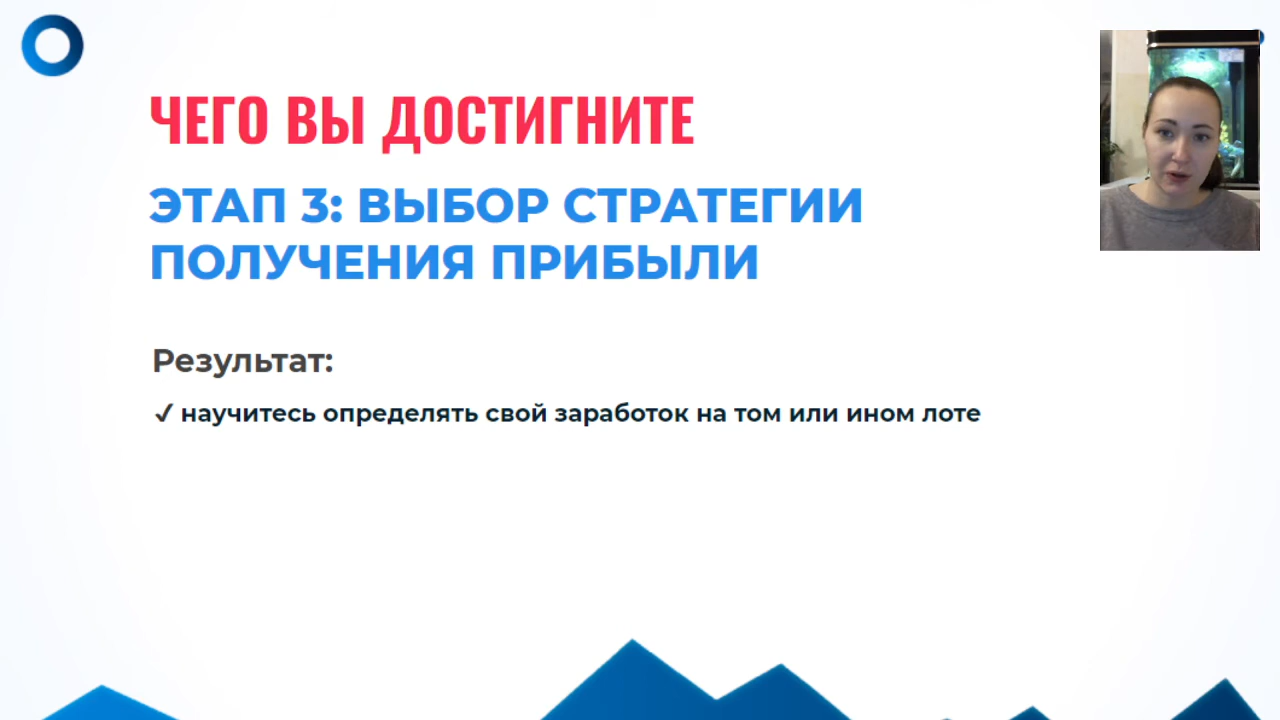 ЧЕГО ВЫ ДОСТИГНИТЕ
ЭТАП 3: ВЫБОР СТРАТЕГИИ
ПОЛУЧЕНИЯ ПРИБЫЛИ
Результат:
✓ научитесь определять свой заработок на том или ином лоте